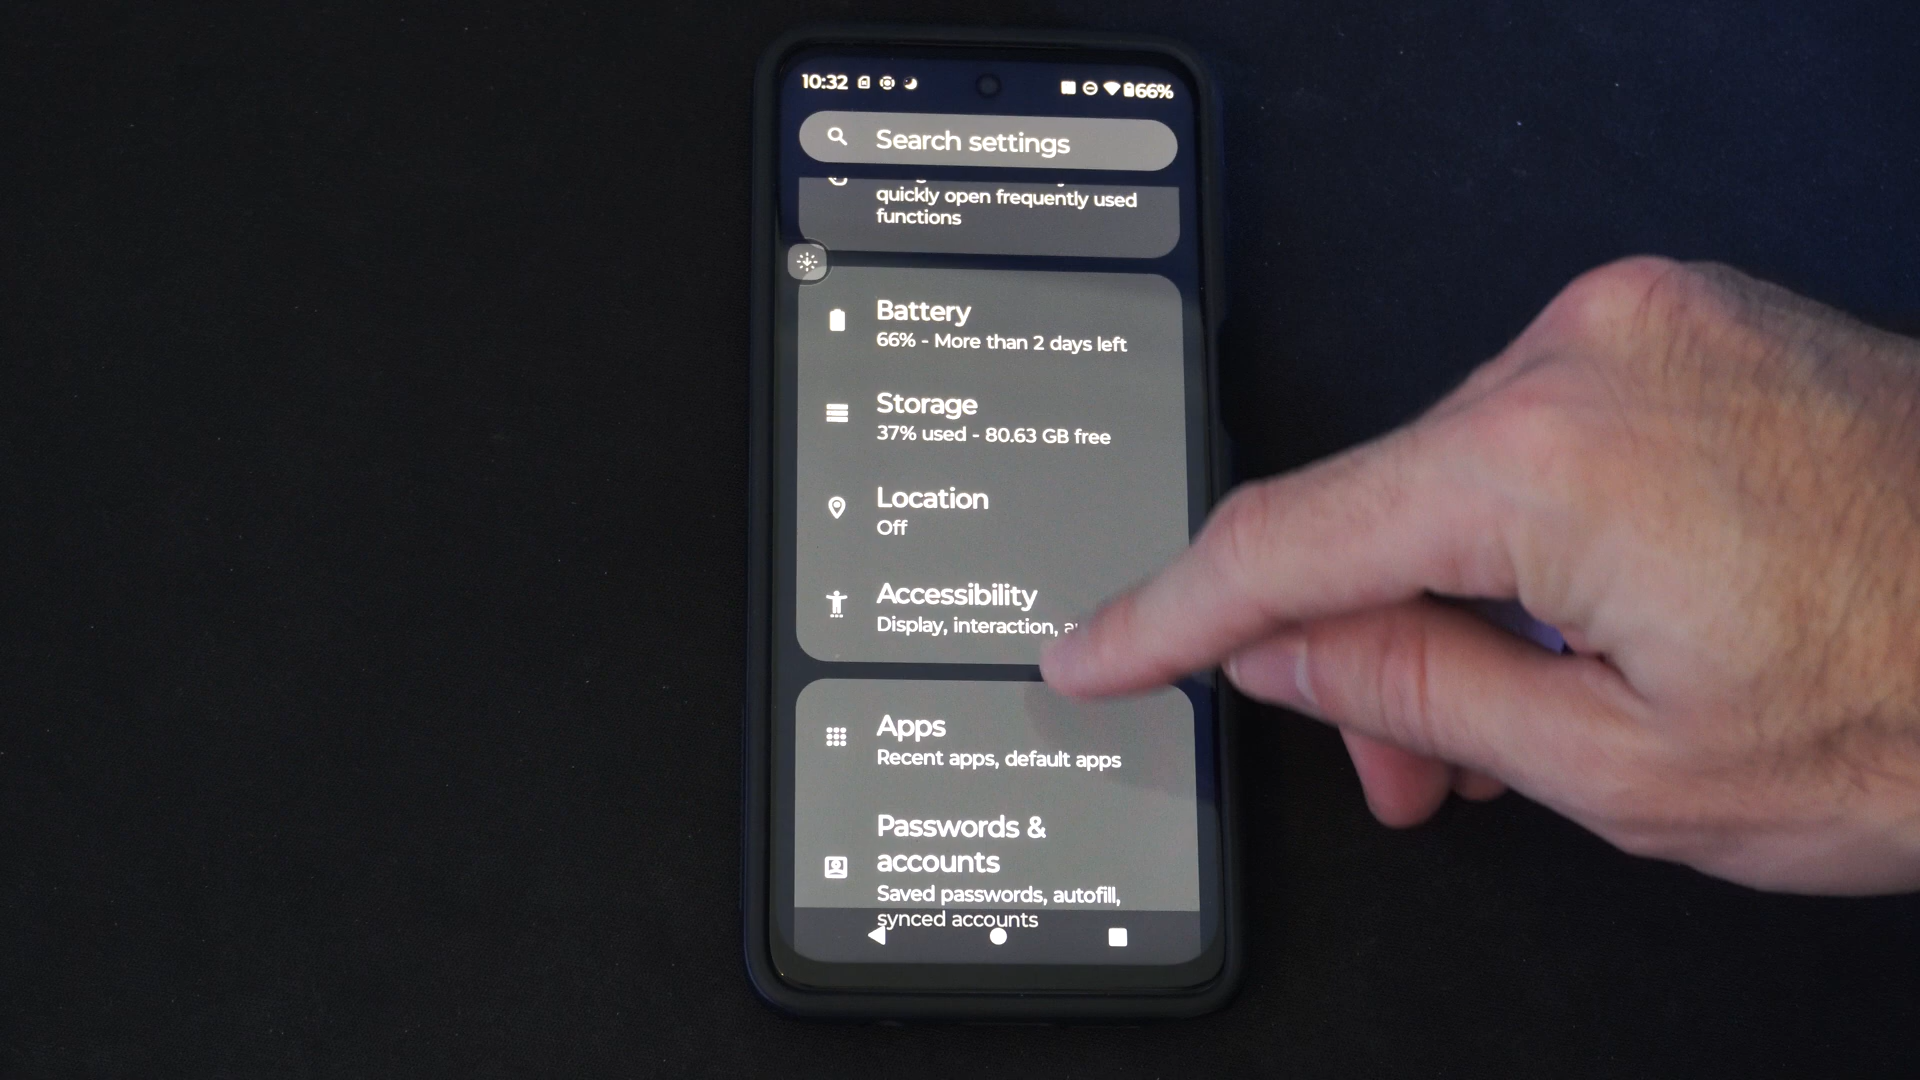 10:32
66%
Search settings
quickly open frequently used
functions
Battery
66% - More than 2 days left
Storage
37% used - 80.63 GB free
Location
Off
Accessibility
Display, interaction,
Apps
Recent apps, default apps
Passwords &
accounts
Saved passwords, autofill,
synced accounts